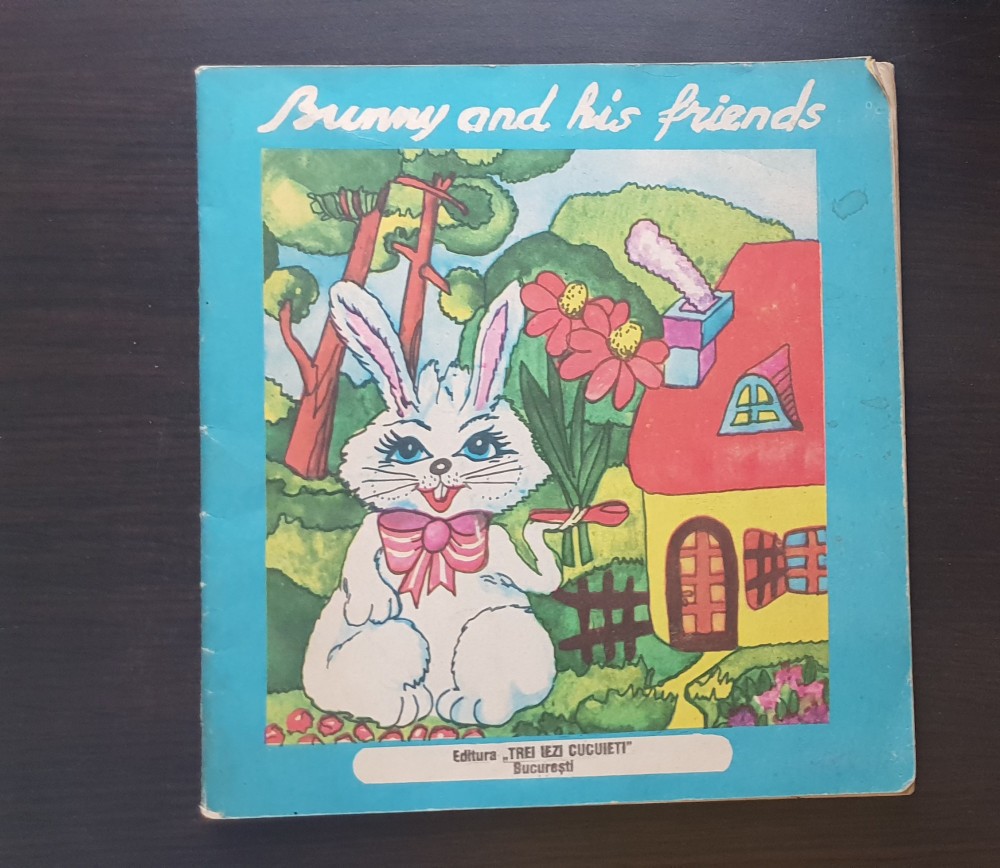 Bunny and his friends
Editura „TREI IEZI CUCUIETI”
București